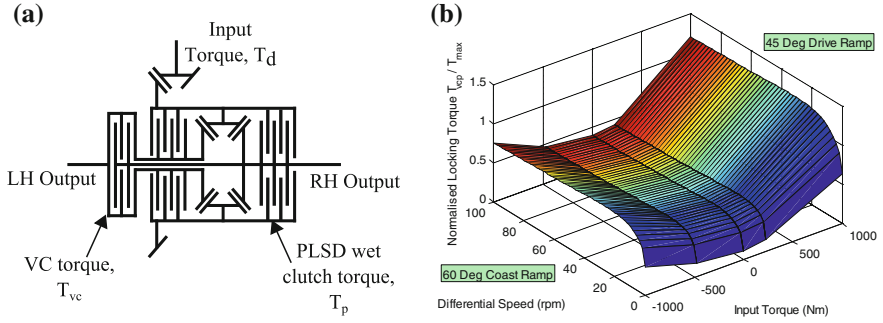 (a)
Input
Torque, T_d
LH Output
RH Output
VC torque,
T_vc
PLSD wet
clutch torque,
T_p
(b)
45 Deg Drive Ramp
Normalised Locking Torque T_vcp / T_max
1.5
1
0.5
0
100
80
60
40
20
0
60 Deg Coast Ramp
Differential Speed (rpm)
-1000
-500
0
500
1000
Input Torque (Nm)